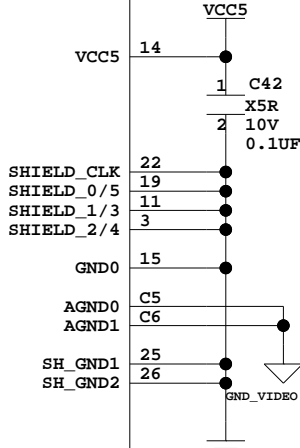 VCC5
VCC5 14
1 C42
X5R
2 10V
0.1UF
SHIELD_CLK 22
SHIELD_0/5 19
SHIELD_1/3 11
SHIELD_2/4 3
GND0 15
AGND0 C5
AGND1 C6
SH_GND1 25
SH_GND2 26
GND_VIDEO